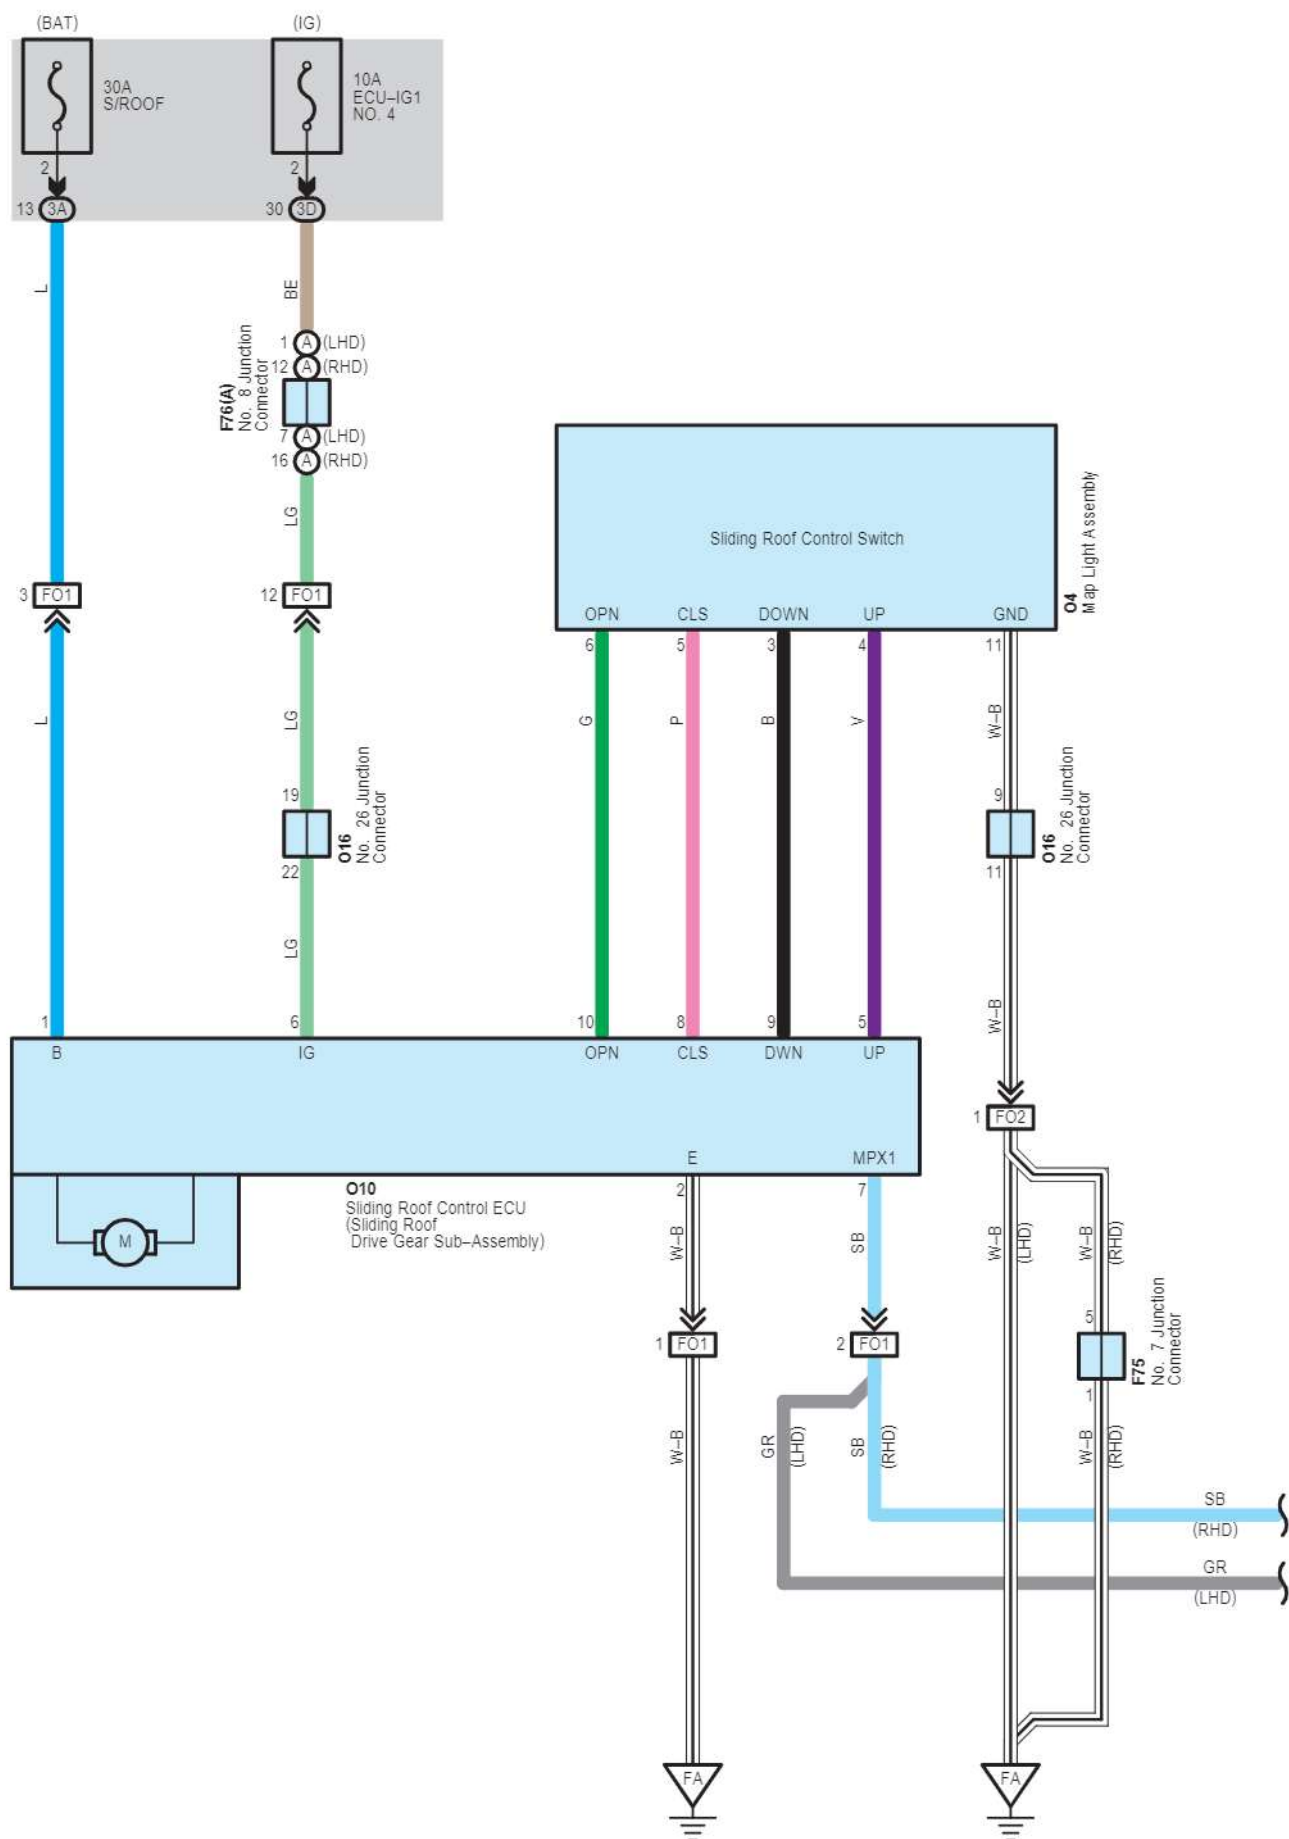 (BAT)
(IG)
30A
S/ROOF
10A
ECU–IG1
NO. 4
2
2
13 3A
30 3D
L
BE
1 A (LHD)
12 A (RHD)
F76(A)
No. 8 Junction
Connector
7 A (LHD)
16 A (RHD)
LG
Sliding Roof Control Switch
O4
Map Light Assembly
3 FO1
12 FO1
OPN
CLS
DOWN
UP
GND
6
5
3
4
11
L
LG
G
P
B
V
W–B
19
O16
No. 26 Junction
Connector
22
9
O16
No. 26 Junction
Connector
11
LG
W–B
1
6
10
8
9
5
B
IG
OPN
CLS
DWN
UP
1 FO2
E
MPX1
2
7
O10
Sliding Roof Control ECU
(Sliding Roof
Drive Gear Sub–Assembly)
M
W–B
SB
W–B
(LHD)
W–B
(RHD)
5
F75
No. 7 Junction
Connector
1
1 FO1
2 FO1
W–B
GR
(LHD)
SB
(RHD)
W–B
(RHD)
SB
(RHD)
GR
(LHD)
FA
FA